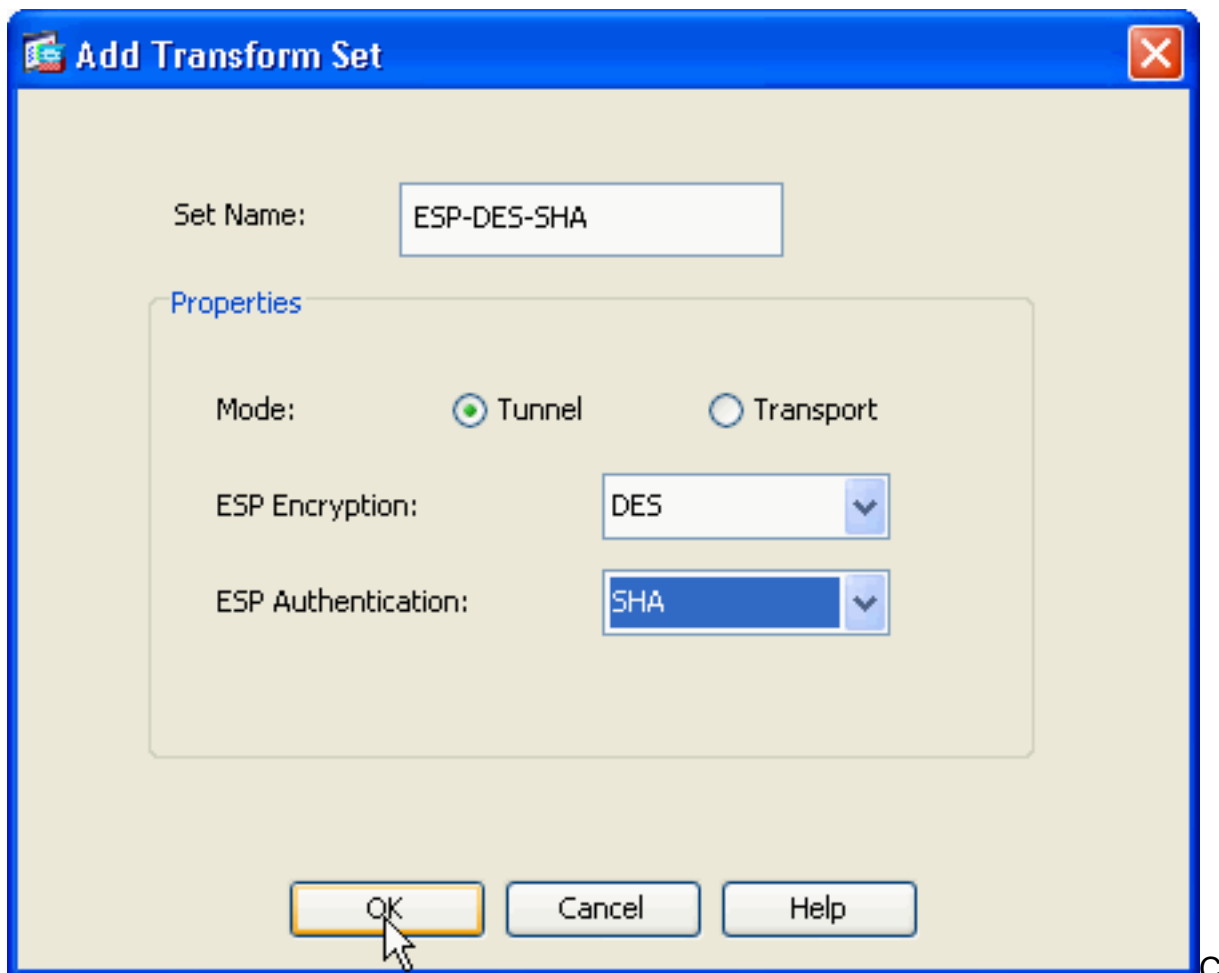 Add Transform Set
Set Name: ESP-DES-SHA
Properties
Mode: Tunnel Transport
ESP Encryption: DES
ESP Authentication: SHA
OK Cancel Help
C